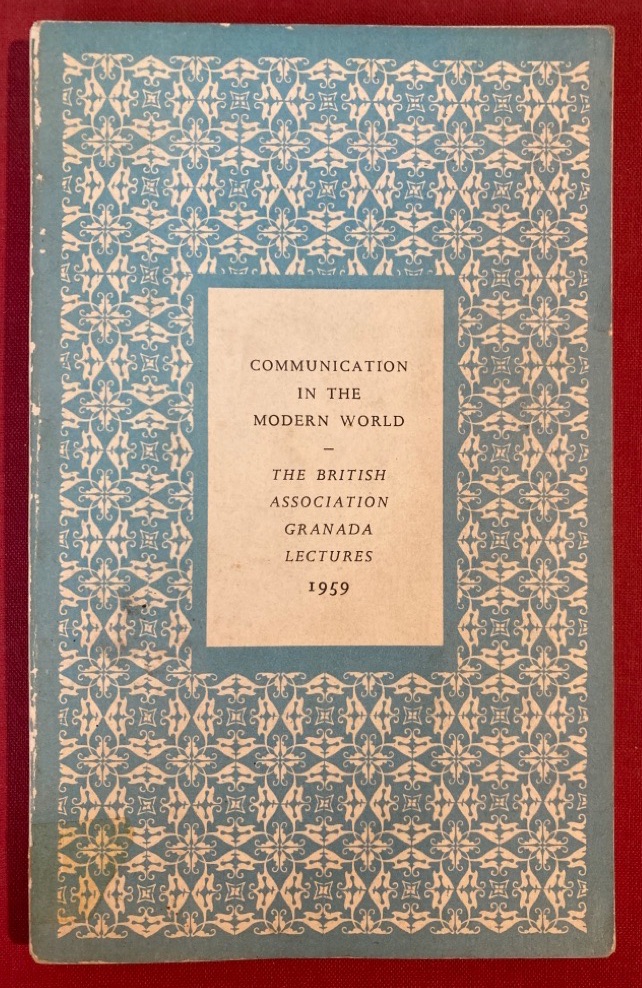 COMMUNICATION
IN THE
MODERN WORLD
–
THE BRITISH
ASSOCIATION
GRANADA
LECTURES
1959